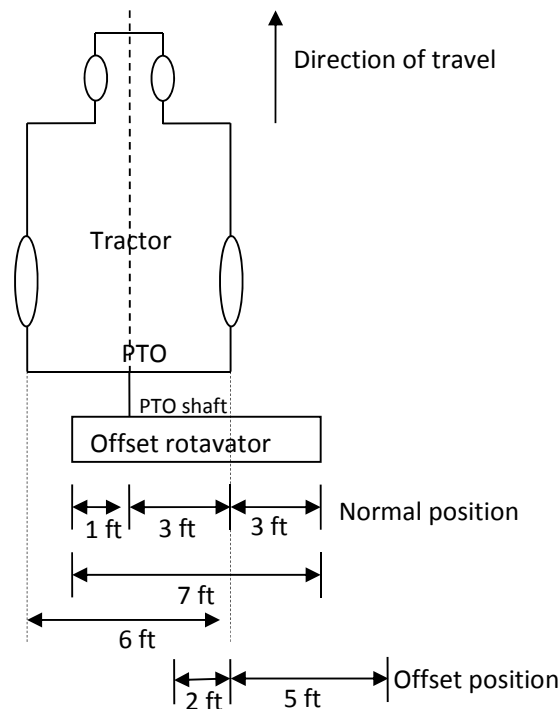 Direction of travel
Tractor
PTO
PTO shaft
Offset rotavator
Normal position
1 ft
3 ft
3 ft
7 ft
6 ft
Offset position
2 ft
5 ft